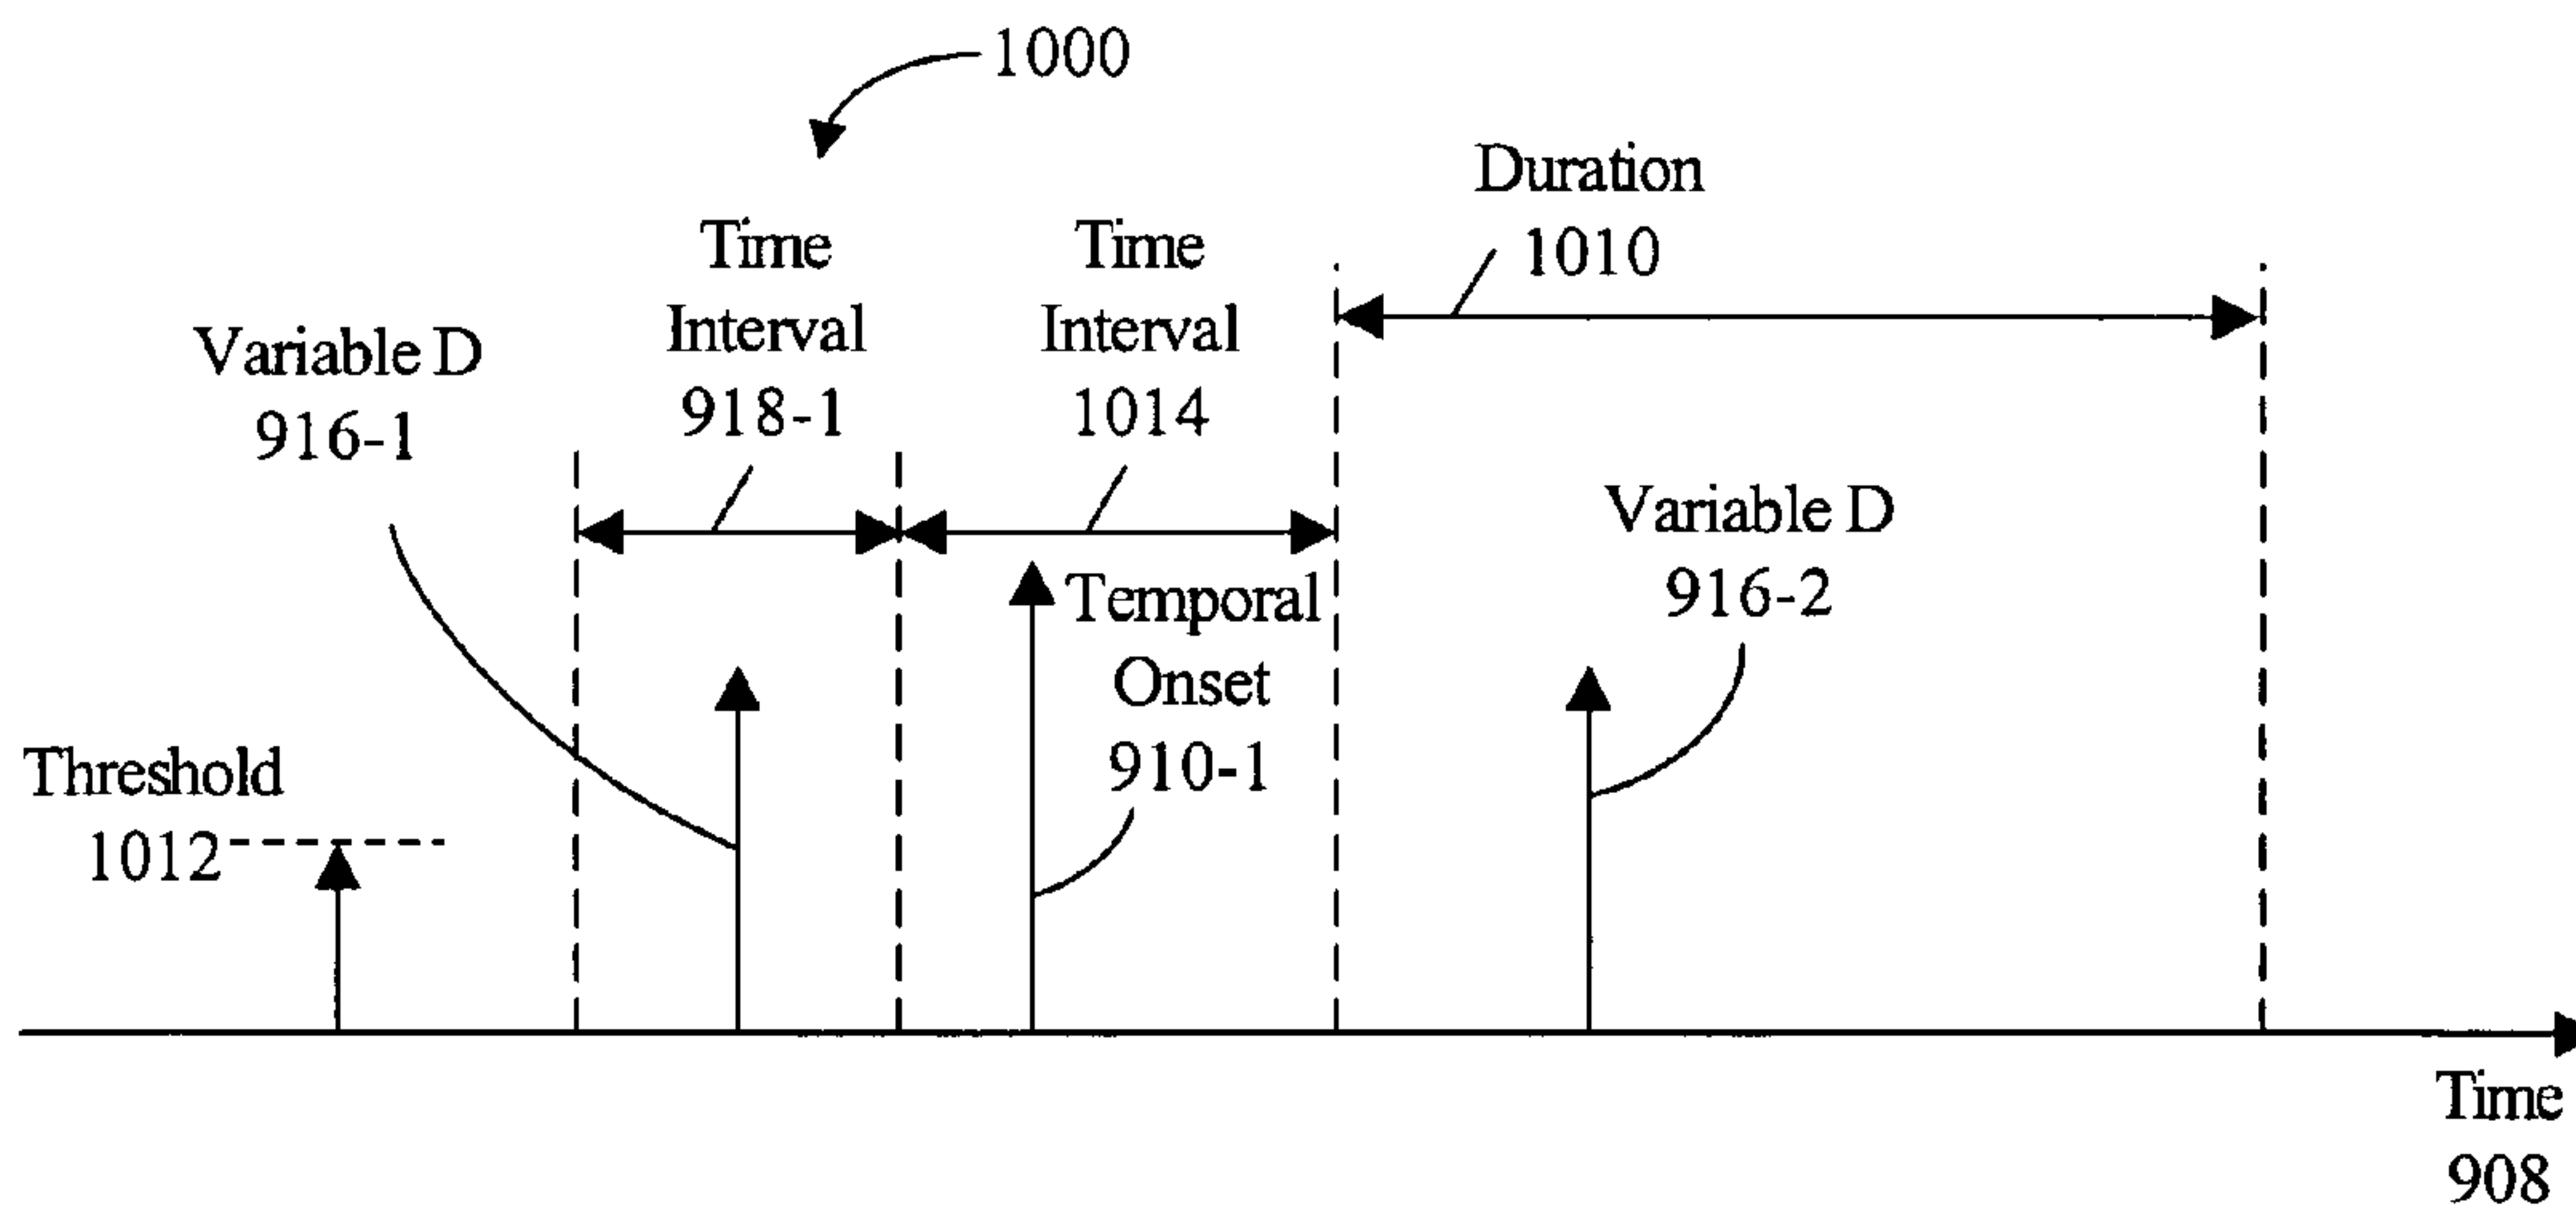 1000
Duration
1010
Time
Interval
918-1
Time
Interval
1014
Variable D
916-1
Variable D
916-2
Temporal
Onset
910-1
Threshold
1012
Time
908